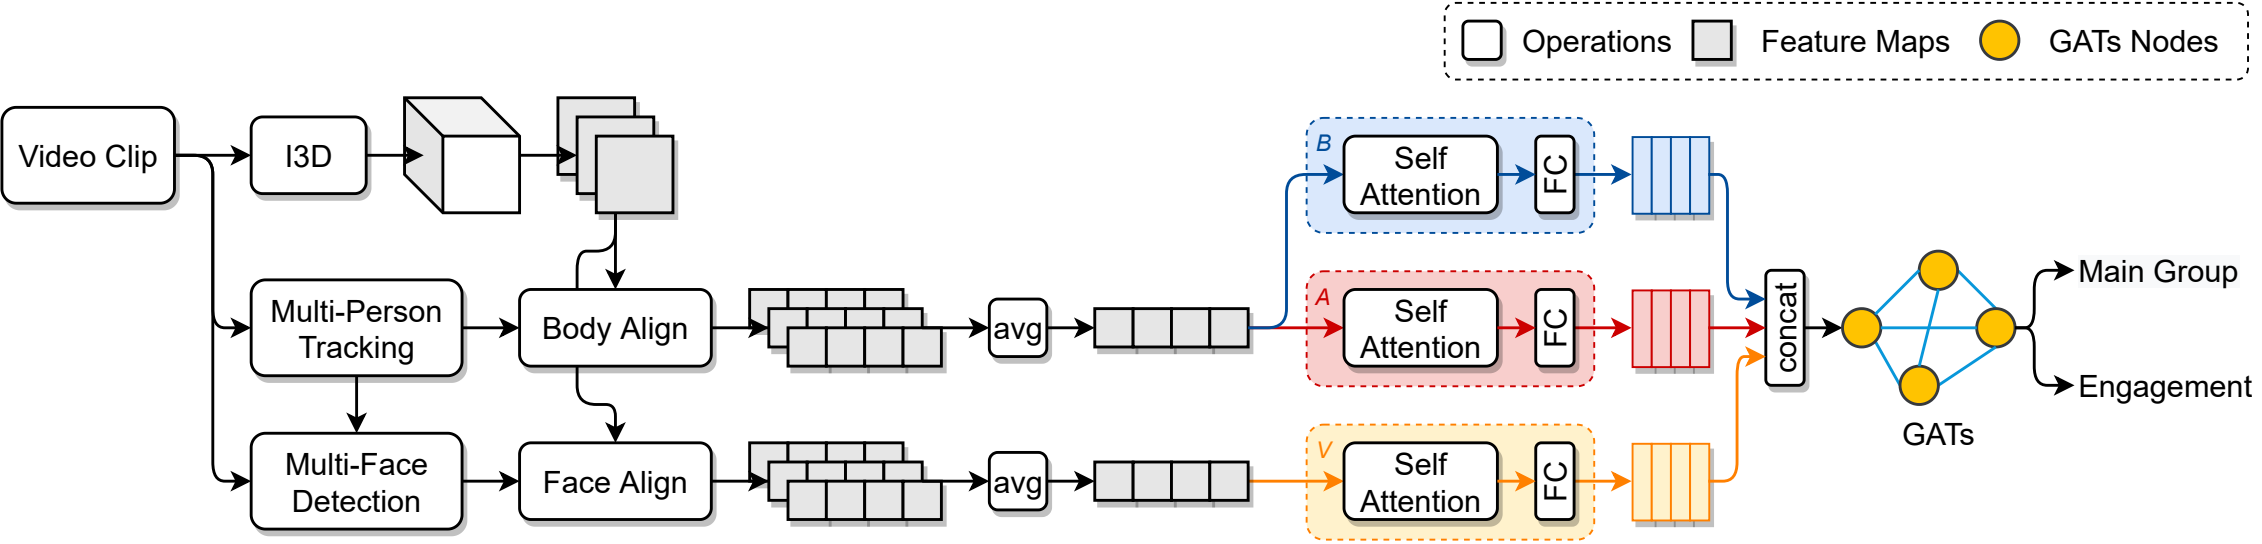 Operations
Feature Maps
GATs Nodes
Video Clip
I3D
B
Self
Attention
FC
Multi-Person
Tracking
Body Align
avg
A
Self
Attention
FC
concat
Main Group
Engagement
GATs
Multi-Face
Detection
Face Align
avg
V
Self
Attention
FC